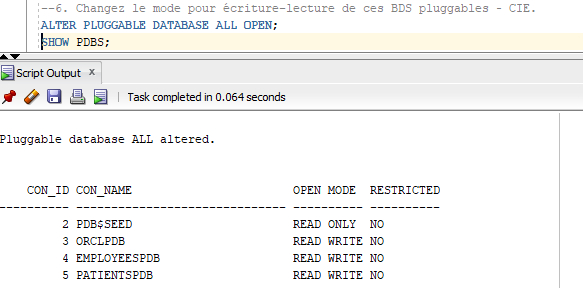 --6. Changez le mode pour écriture-lecture de ces BDS pluggables - CIE.
ALTER PLUGGABLE DATABASE ALL OPEN;
SHOW PDBS;
Script Output x
Task completed in 0.064 seconds
Pluggable database ALL altered.
CON_ID CON_NAME OPEN MODE RESTRICTED
---------- ------------------------------ ---------- ----------
2 PDB$SEED READ ONLY NO
3 ORCLPDB READ WRITE NO
4 EMPLOYEESPDB READ WRITE NO
5 PATIENTSPDB READ WRITE NO